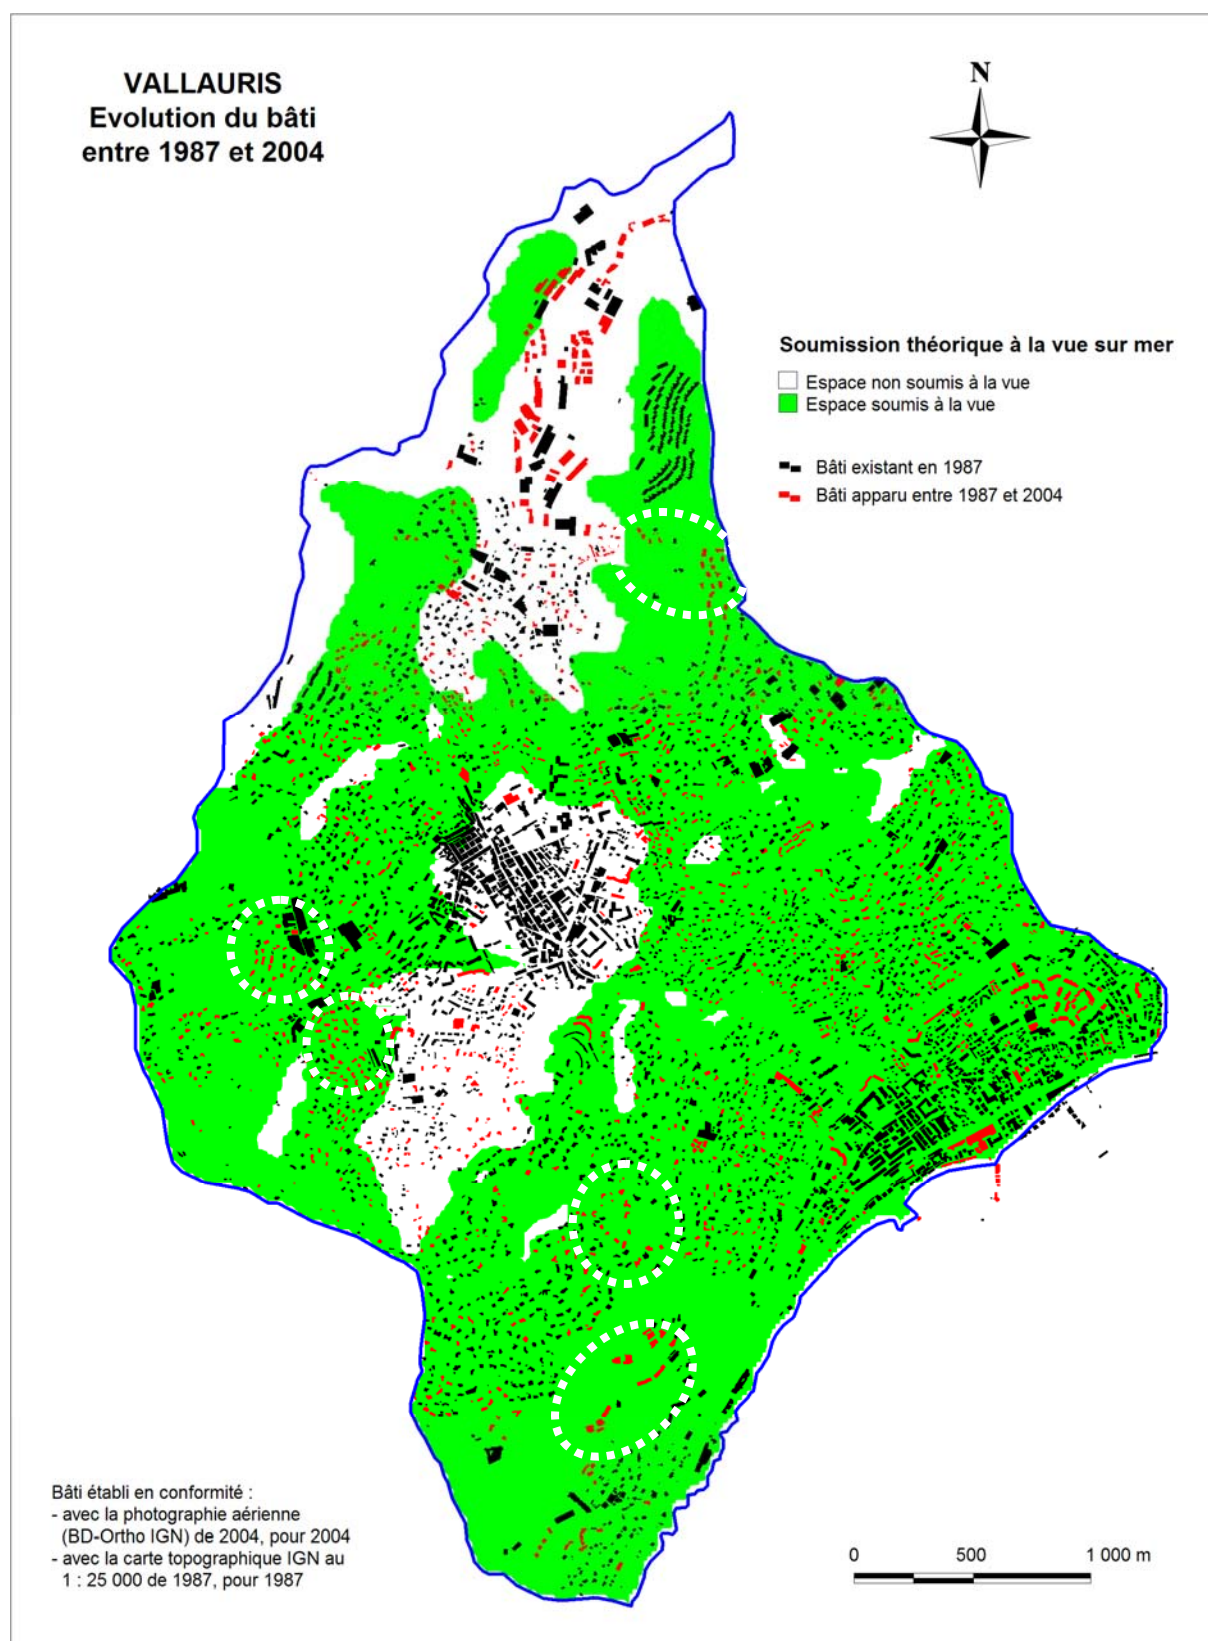 VALLAURIS
Evolution du bâti
entre 1987 et 2004
N
Soumission théorique à la vue sur mer
Espace non soumis à la vue
Espace soumis à la vue
Bâti existant en 1987
Bâti apparu entre 1987 et 2004
Bâti établi en conformité :
- avec la photographie aérienne
(BD-Ortho IGN) de 2004, pour 2004
- avec la carte topographique IGN au
1 : 25 000 de 1987, pour 1987
0 500 1 000 m